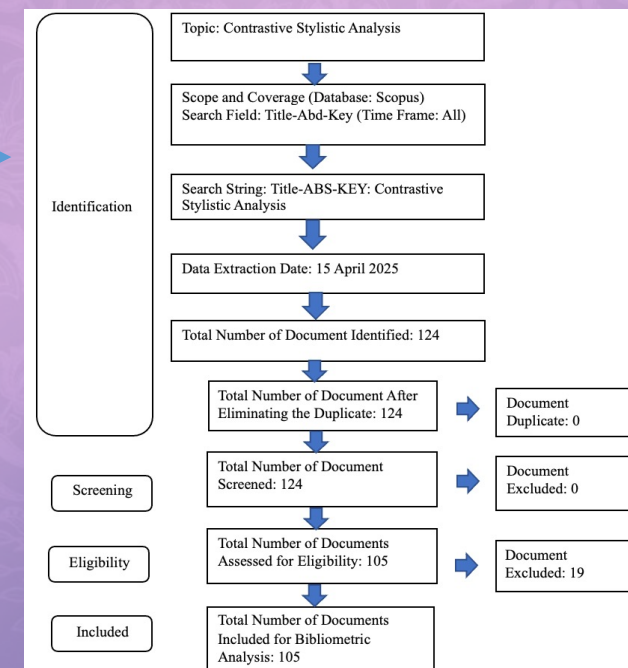 Identification
Topic: Contrastive Stylistic Analysis
Scope and Coverage (Database: Scopus)
Search Field: Title-Abd-Key (Time Frame: All)
Search String: Title-ABS-KEY: Contrastive
Stylistic Analysis
Data Extraction Date: 15 April 2025
Total Number of Document Identified: 124
Total Number of Document After
Eliminating the Duplicate: 124
Document
Duplicate: 0
Screening
Total Number of Document
Screened: 124
Document
Excluded: 0
Eligibility
Total Number of Documents
Assessed for Eligibility: 105
Document
Excluded: 19
Included
Total Number of Documents
Included for Bibliometric
Analysis: 105